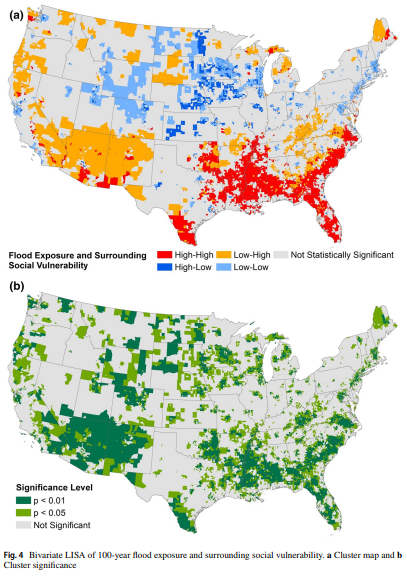 (a)
Flood Exposure and Surrounding
Social Vulnerability
High-High
Low-High
Not Statistically Significant
High-Low
Low-Low
(b)
Significance Level
p < 0.01
p < 0.05
Not Significant
Fig. 4 Bivariate LISA of 100-year flood exposure and surrounding social vulnerability. a Cluster map and b
Cluster significance